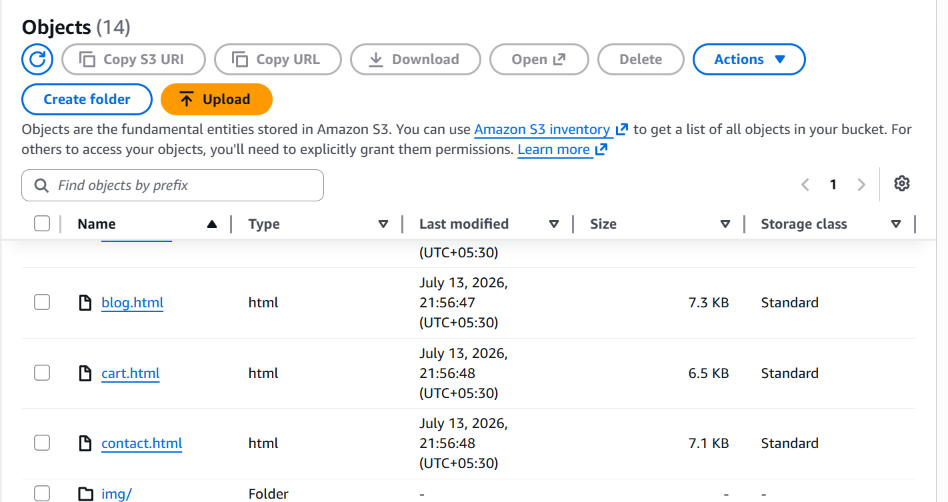 Objects (14)
Copy S3 URI Copy URL Download Open Delete Actions
Create folder Upload
Objects are the fundamental entities stored in Amazon S3. You can use Amazon S3 inventory to get a list of all objects in your bucket. For
others to access your objects, you'll need to explicitly grant them permissions. Learn more
Find objects by prefix 1
Name Type Last modified Size Storage class
(UTC+05:30)
blog.html html July 13, 2026, 21:56:47 (UTC+05:30) 7.3 KB Standard
cart.html html July 13, 2026, 21:56:48 (UTC+05:30) 6.5 KB Standard
contact.html html July 13, 2026, 21:56:48 (UTC+05:30) 7.1 KB Standard
img/ Folder - - -